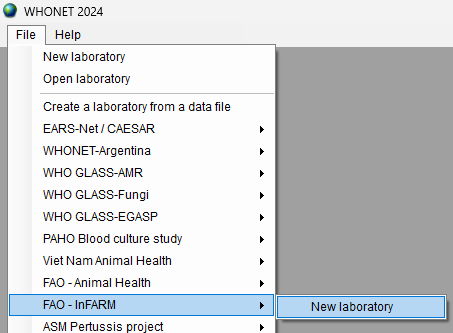 WHONET 2024
File Help
New laboratory
Open laboratory
Create a laboratory from a data file
EARS-Net / CAESAR
WHONET-Argentina
WHO GLASS-AMR
WHO GLASS-Fungi
WHO GLASS-EGASP
PAHO Blood culture study
Viet Nam Animal Health
FAO - Animal Health
FAO - InFARM
New laboratory
ASM Pertussis project